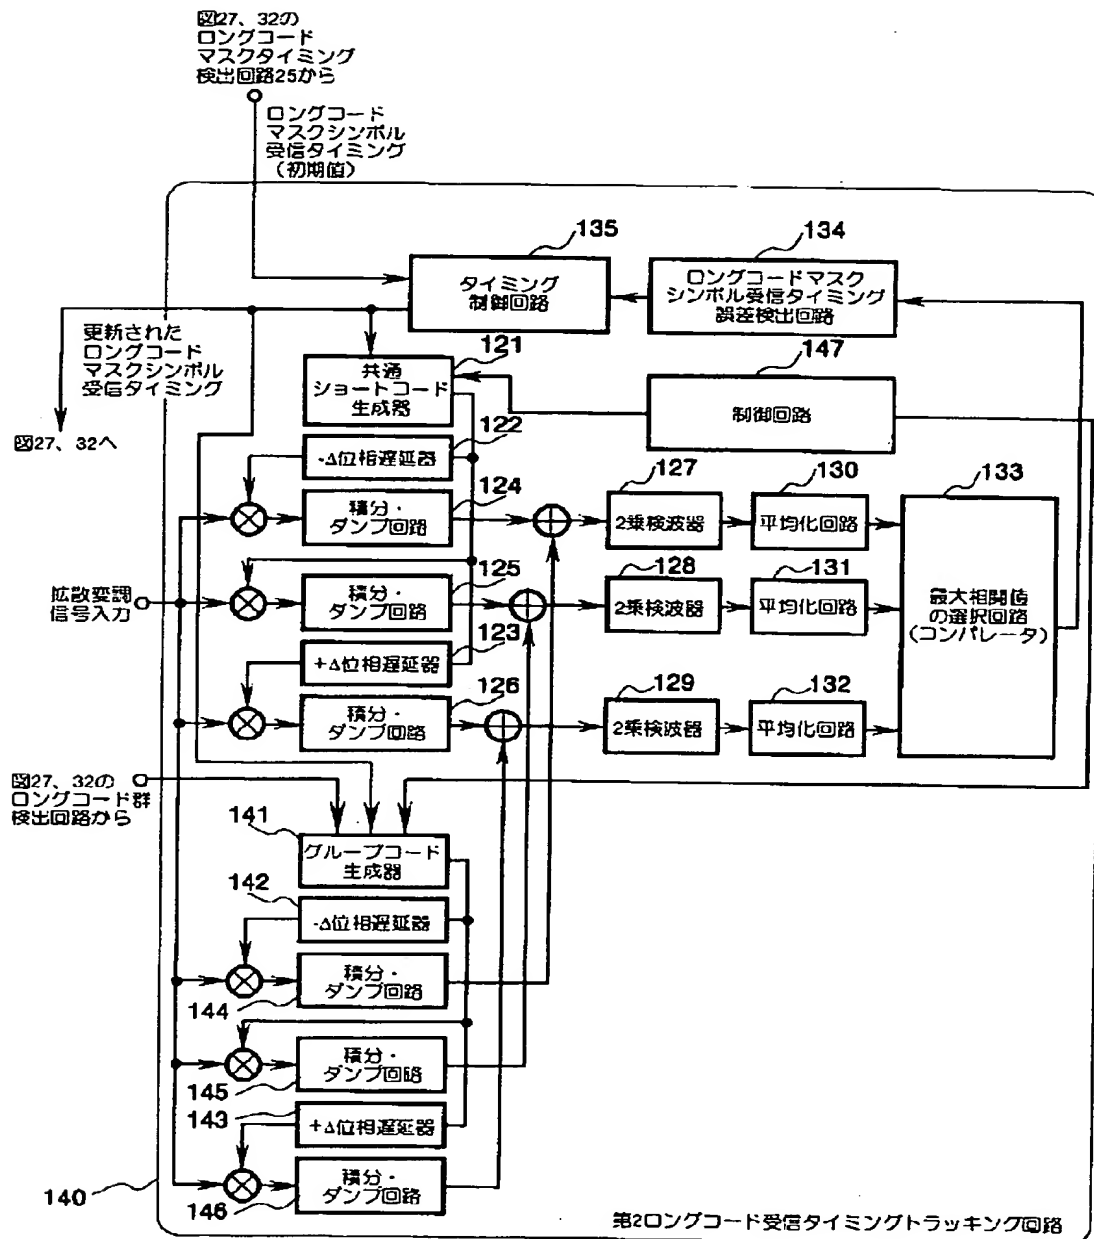 図27、32の
ロングコード
マスクタイミング
検出回路25から
ロングコード
マスクシンボル
受信タイミング
(初期値)
135
134
タイミング
制御回路
ロングコードマスク
シンボル受信タイミング
誤差検出回路
更新された
ロングコード
マスクシンボル
受信タイミング
図27、32へ
121
共通
ショートコード
生成器
147
制御回路
122
-Δ位相遅延器
124
積分・
ダンプ回路
127
2乗検波器
130
平均化回路
133
最大相関値
の選択回路
(コンパレータ)
拡散変調
信号入力
125
積分・
ダンプ回路
128
2乗検波器
131
平均化回路
123
+Δ位相遅延器
126
積分・
ダンプ回路
129
2乗検波器
132
平均化回路
図27、32の
ロングコード群
検出回路から
141
グループコード
生成器
142
-Δ位相遅延器
積分・
ダンプ回路
144
積分・
ダンプ回路
145
143
+Δ位相遅延器
積分・
ダンプ回路
146
140
第2ロングコード受信タイミングトラッキング回路